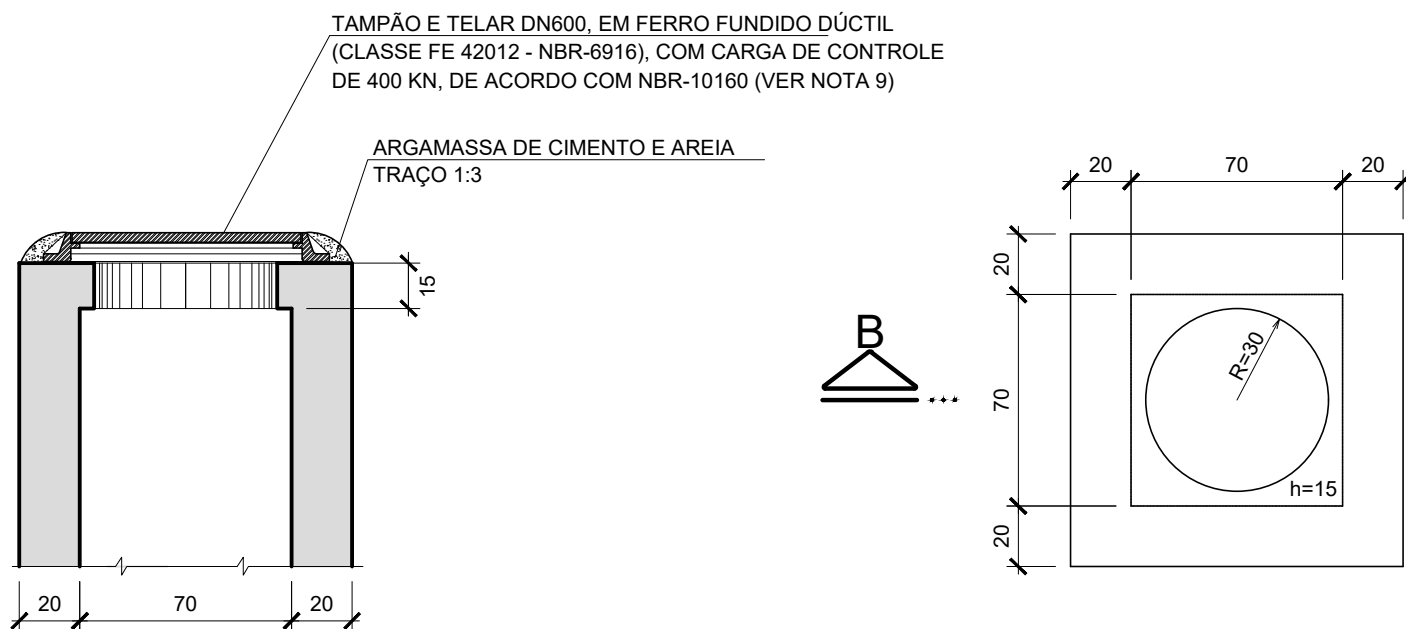 TAMPÃO E TELAR DN600, EM FERRO FUNDIDO DÚCTIL
(CLASSE FE 42012 - NBR-6916), COM CARGA DE CONTROLE
DE 400 KN, DE ACORDO COM NBR-10160 (VER NOTA 9)
ARGAMASSA DE CIMENTO E AREIA
TRAÇO 1:3
15
20 70 20
B
20 70 20
20
70
20
R=30
h=15